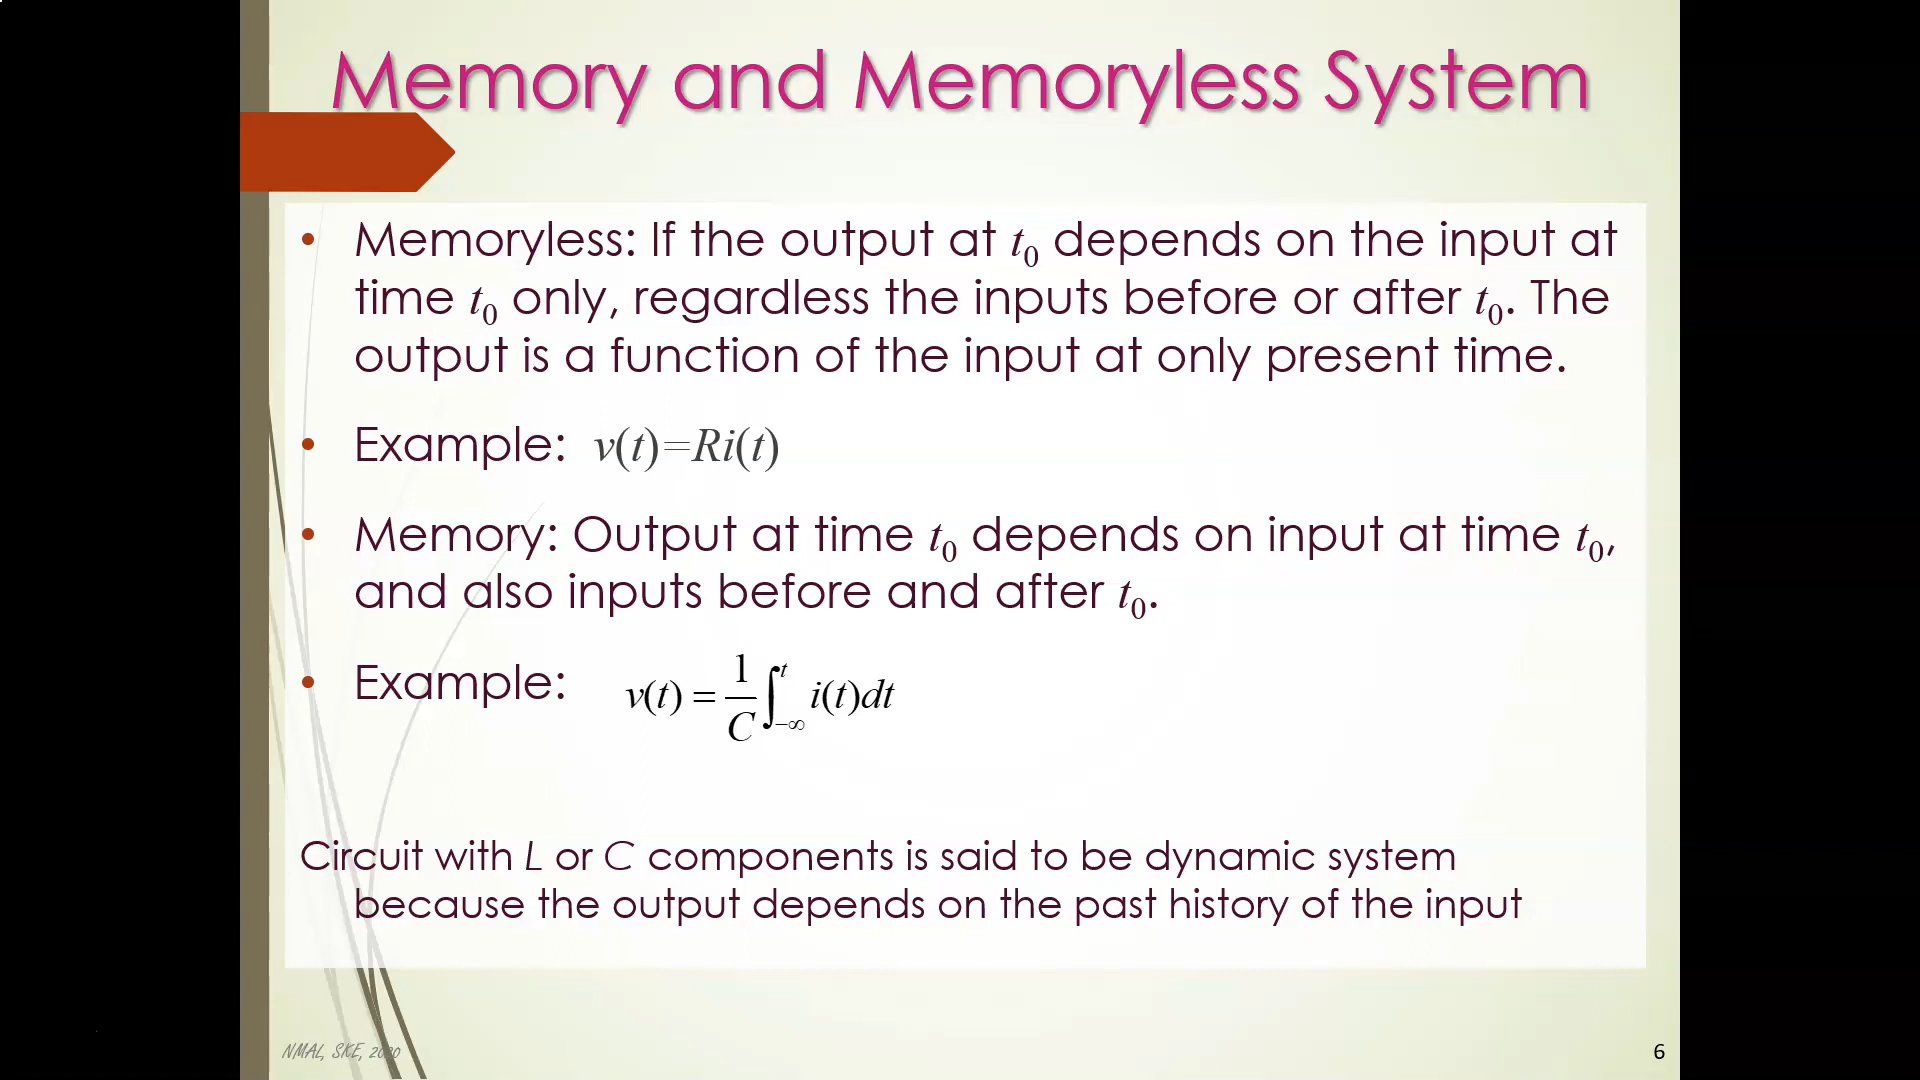 Memory and Memoryless System
• Memoryless: If the output at t₀ depends on the input at
time t₀ only, regardless the inputs before or after t₀. The
output is a function of the input at only present time.
• Example: v(t)=Ri(t)
• Memory: Output at time t₀ depends on input at time t₀,
and also inputs before and after t₀.
• Example: v(t) = 1/C ∫₋∞ᵗ i(t)dt
Circuit with L or C components is said to be dynamic system
because the output depends on the past history of the input
NMAL, SKE, 2020
6